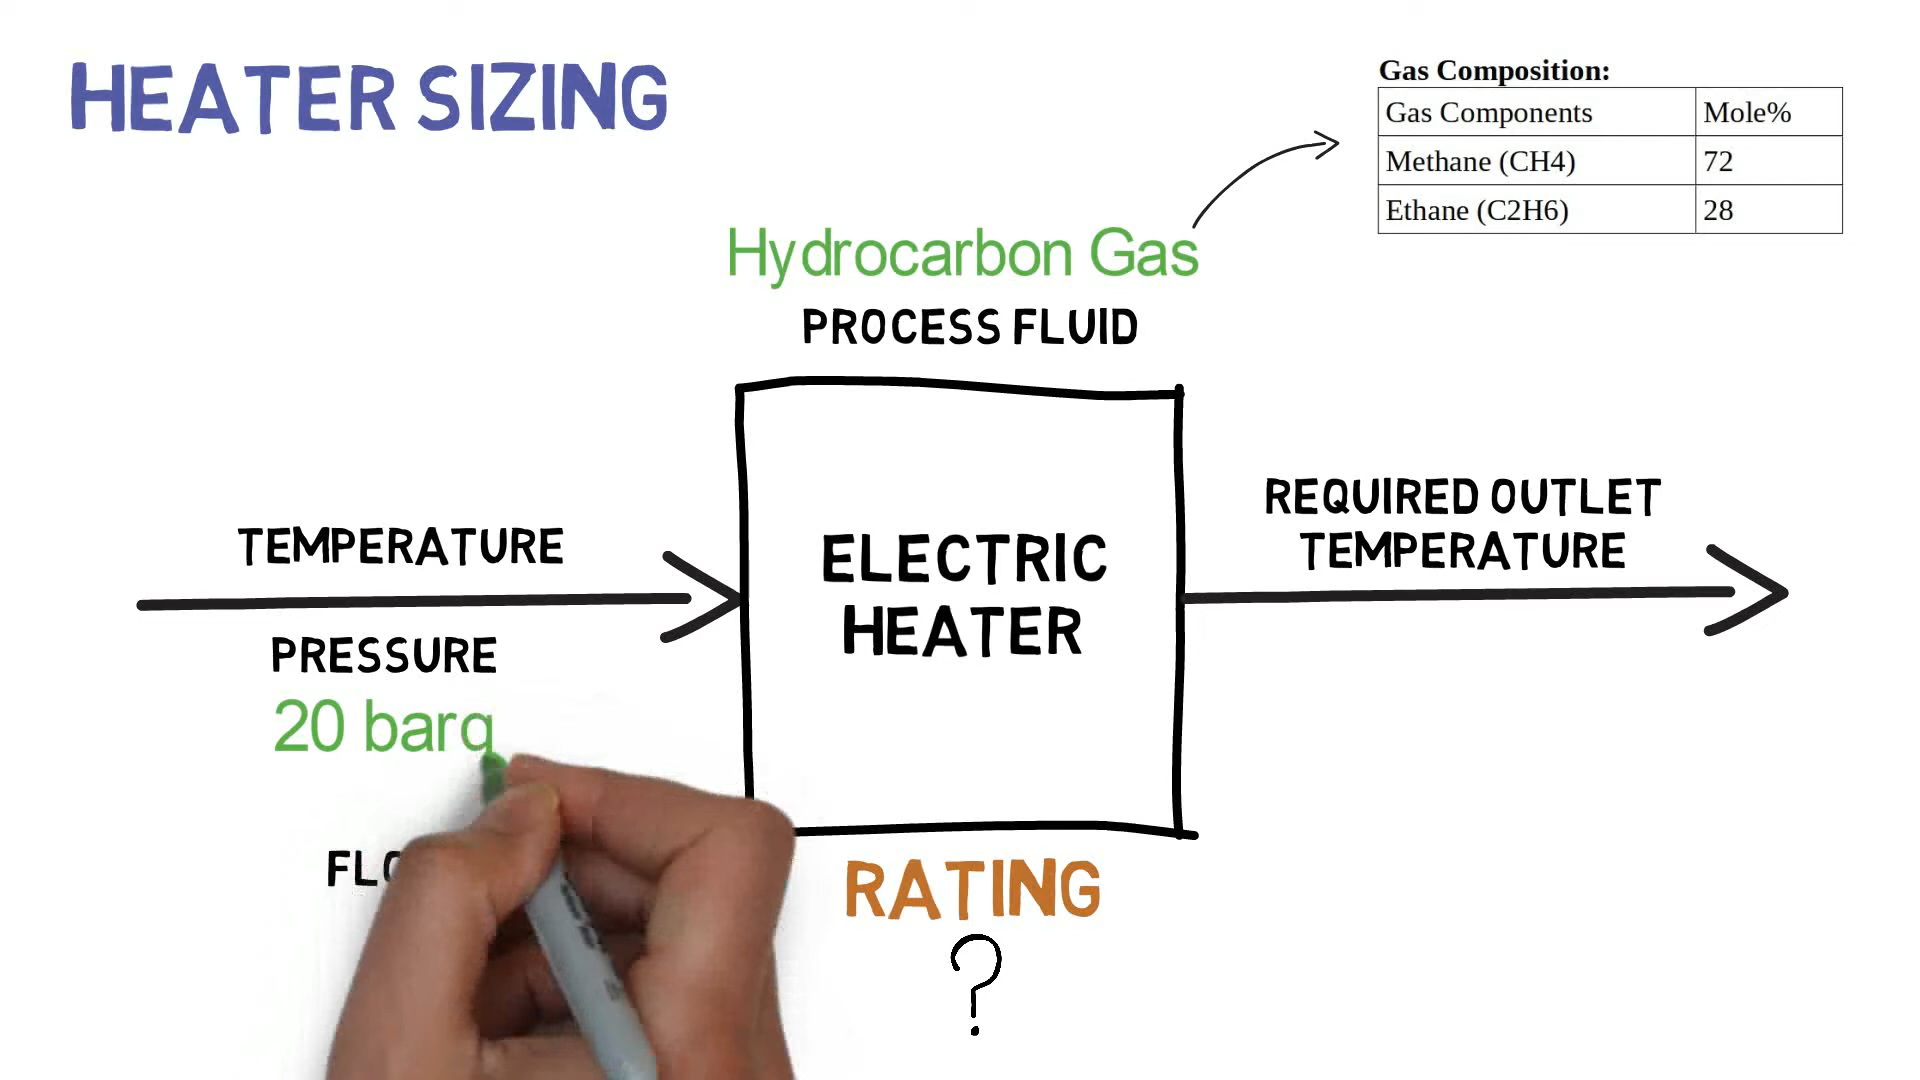 HEATER SIZING
Gas Composition:
Gas Components Mole%
Methane (CH4) 72
Ethane (C2H6) 28
Hydrocarbon Gas
PROCESS FLUID
TEMPERATURE
PRESSURE
20 barg
ELECTRIC
HEATER
REQUIRED OUTLET
TEMPERATURE
RATING
?